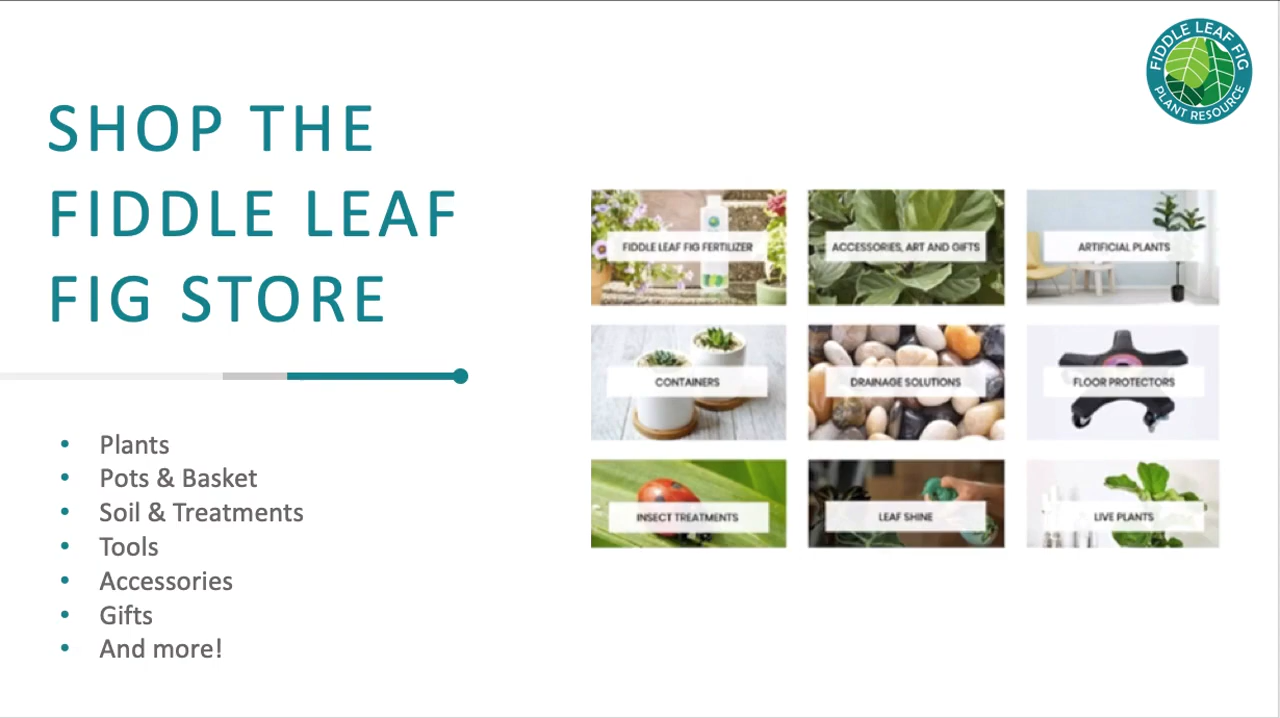 FIDDLE LEAF FIG
PLANT RESOURCE
SHOP THE
FIDDLE LEAF
FIG STORE
• Plants
• Pots & Basket
• Soil & Treatments
• Tools
• Accessories
• Gifts
• And more!
FIDDLE LEAF FIG FERTILIZER
ACCESSORIES, ART AND GIFTS
ARTIFICIAL PLANTS
CONTAINERS
DRAINAGE SOLUTIONS
FLOOR PROTECTORS
INSECT TREATMENTS
LEAF SHINE
LIVE PLANTS